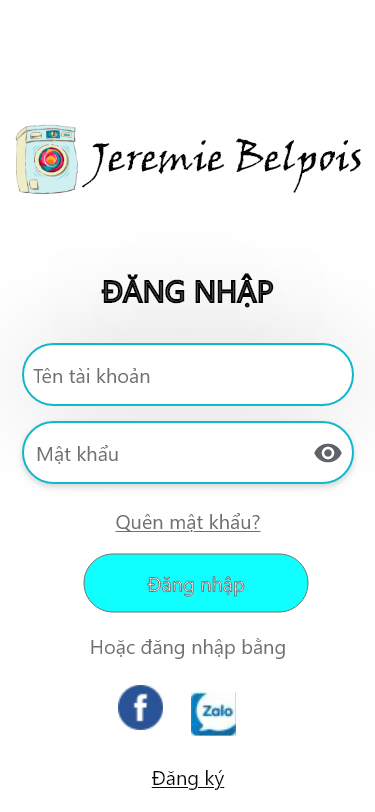 Jeremie Belpois
ĐĂNG NHẬP
Tên tài khoản
Mật khẩu
Quên mật khẩu?
Đăng nhập
Hoặc đăng nhập bằng
f
Zalo
Đăng ký